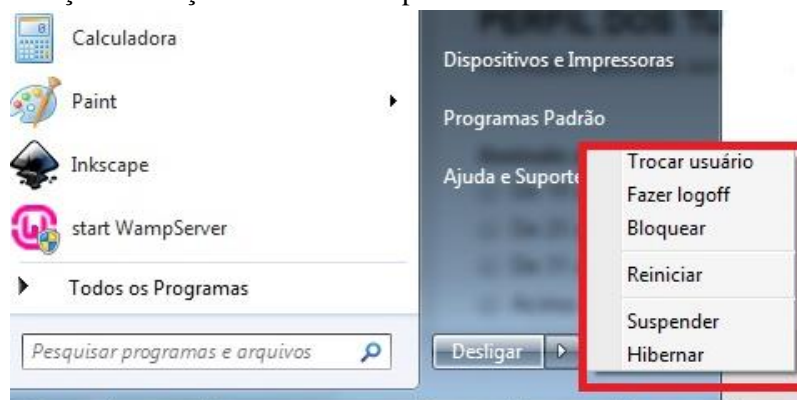 Calculadora
Paint
Inkscape
start WampServer
Todos os Programas
Pesquisar programas e arquivos
Dispositivos e Impressoras
Programas Padrão
Ajuda e Suporte
Desligar
Trocar usuário
Fazer logoff
Bloquear
Reiniciar
Suspender
Hibernar